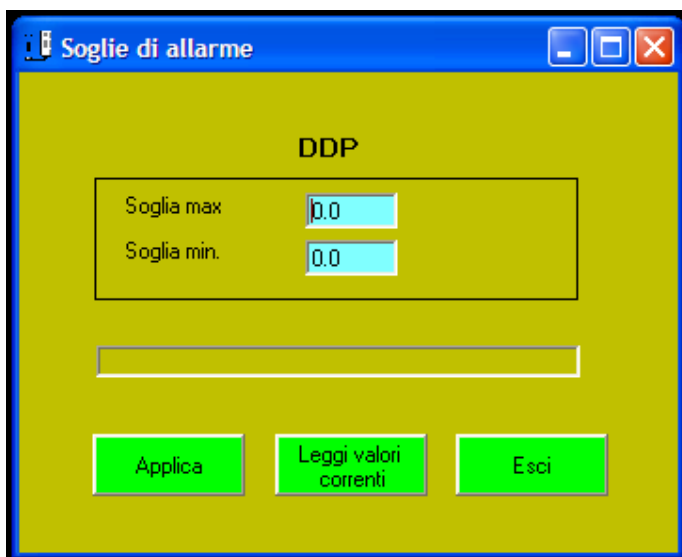 Soglie di allarme
DDP
Soglia max
0.0
Soglia min.
0.0
Applica
Leggi valori
correnti
Esci